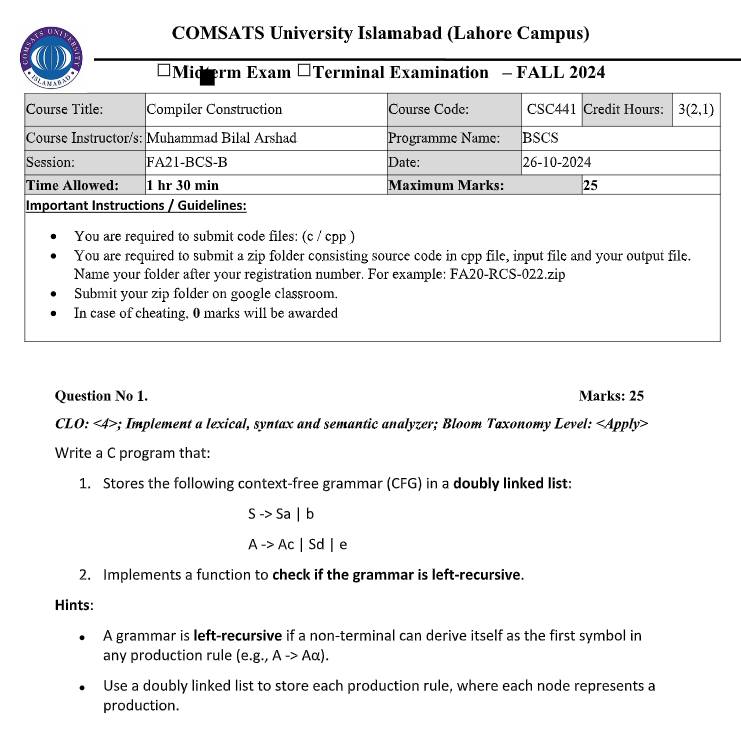 COMSATS University Islamabad (Lahore Campus)
COMSATS UNIVERSITY
ISLAMABAD
☐Midterm Exam ☐Terminal Examination – FALL 2024
Course Title: Compiler Construction Course Code: CSC441 Credit Hours: 3(2,1)
Course Instructor/s: Muhammad Bilal Arshad Programme Name: BSCS
Session: FA21-BCS-B Date: 26-10-2024
Time Allowed: 1 hr 30 min Maximum Marks: 25
Important Instructions / Guidelines:
• You are required to submit code files: (c / cpp )
• You are required to submit a zip folder consisting source code in cpp file, input file and your output file.
Name your folder after your registration number. For example: FA20-RCS-022.zip
• Submit your zip folder on google classroom.
• In case of cheating, 0 marks will be awarded
Question No 1. Marks: 25
CLO: <4>; Implement a lexical, syntax and semantic analyzer; Bloom Taxonomy Level: <Apply>
Write a C program that:
1. Stores the following context-free grammar (CFG) in a doubly linked list:
S -> Sa | b
A -> Ac | Sd | e
2. Implements a function to check if the grammar is left-recursive.
Hints:
• A grammar is left-recursive if a non-terminal can derive itself as the first symbol in
any production rule (e.g., A -> Aα).
• Use a doubly linked list to store each production rule, where each node represents a
production.